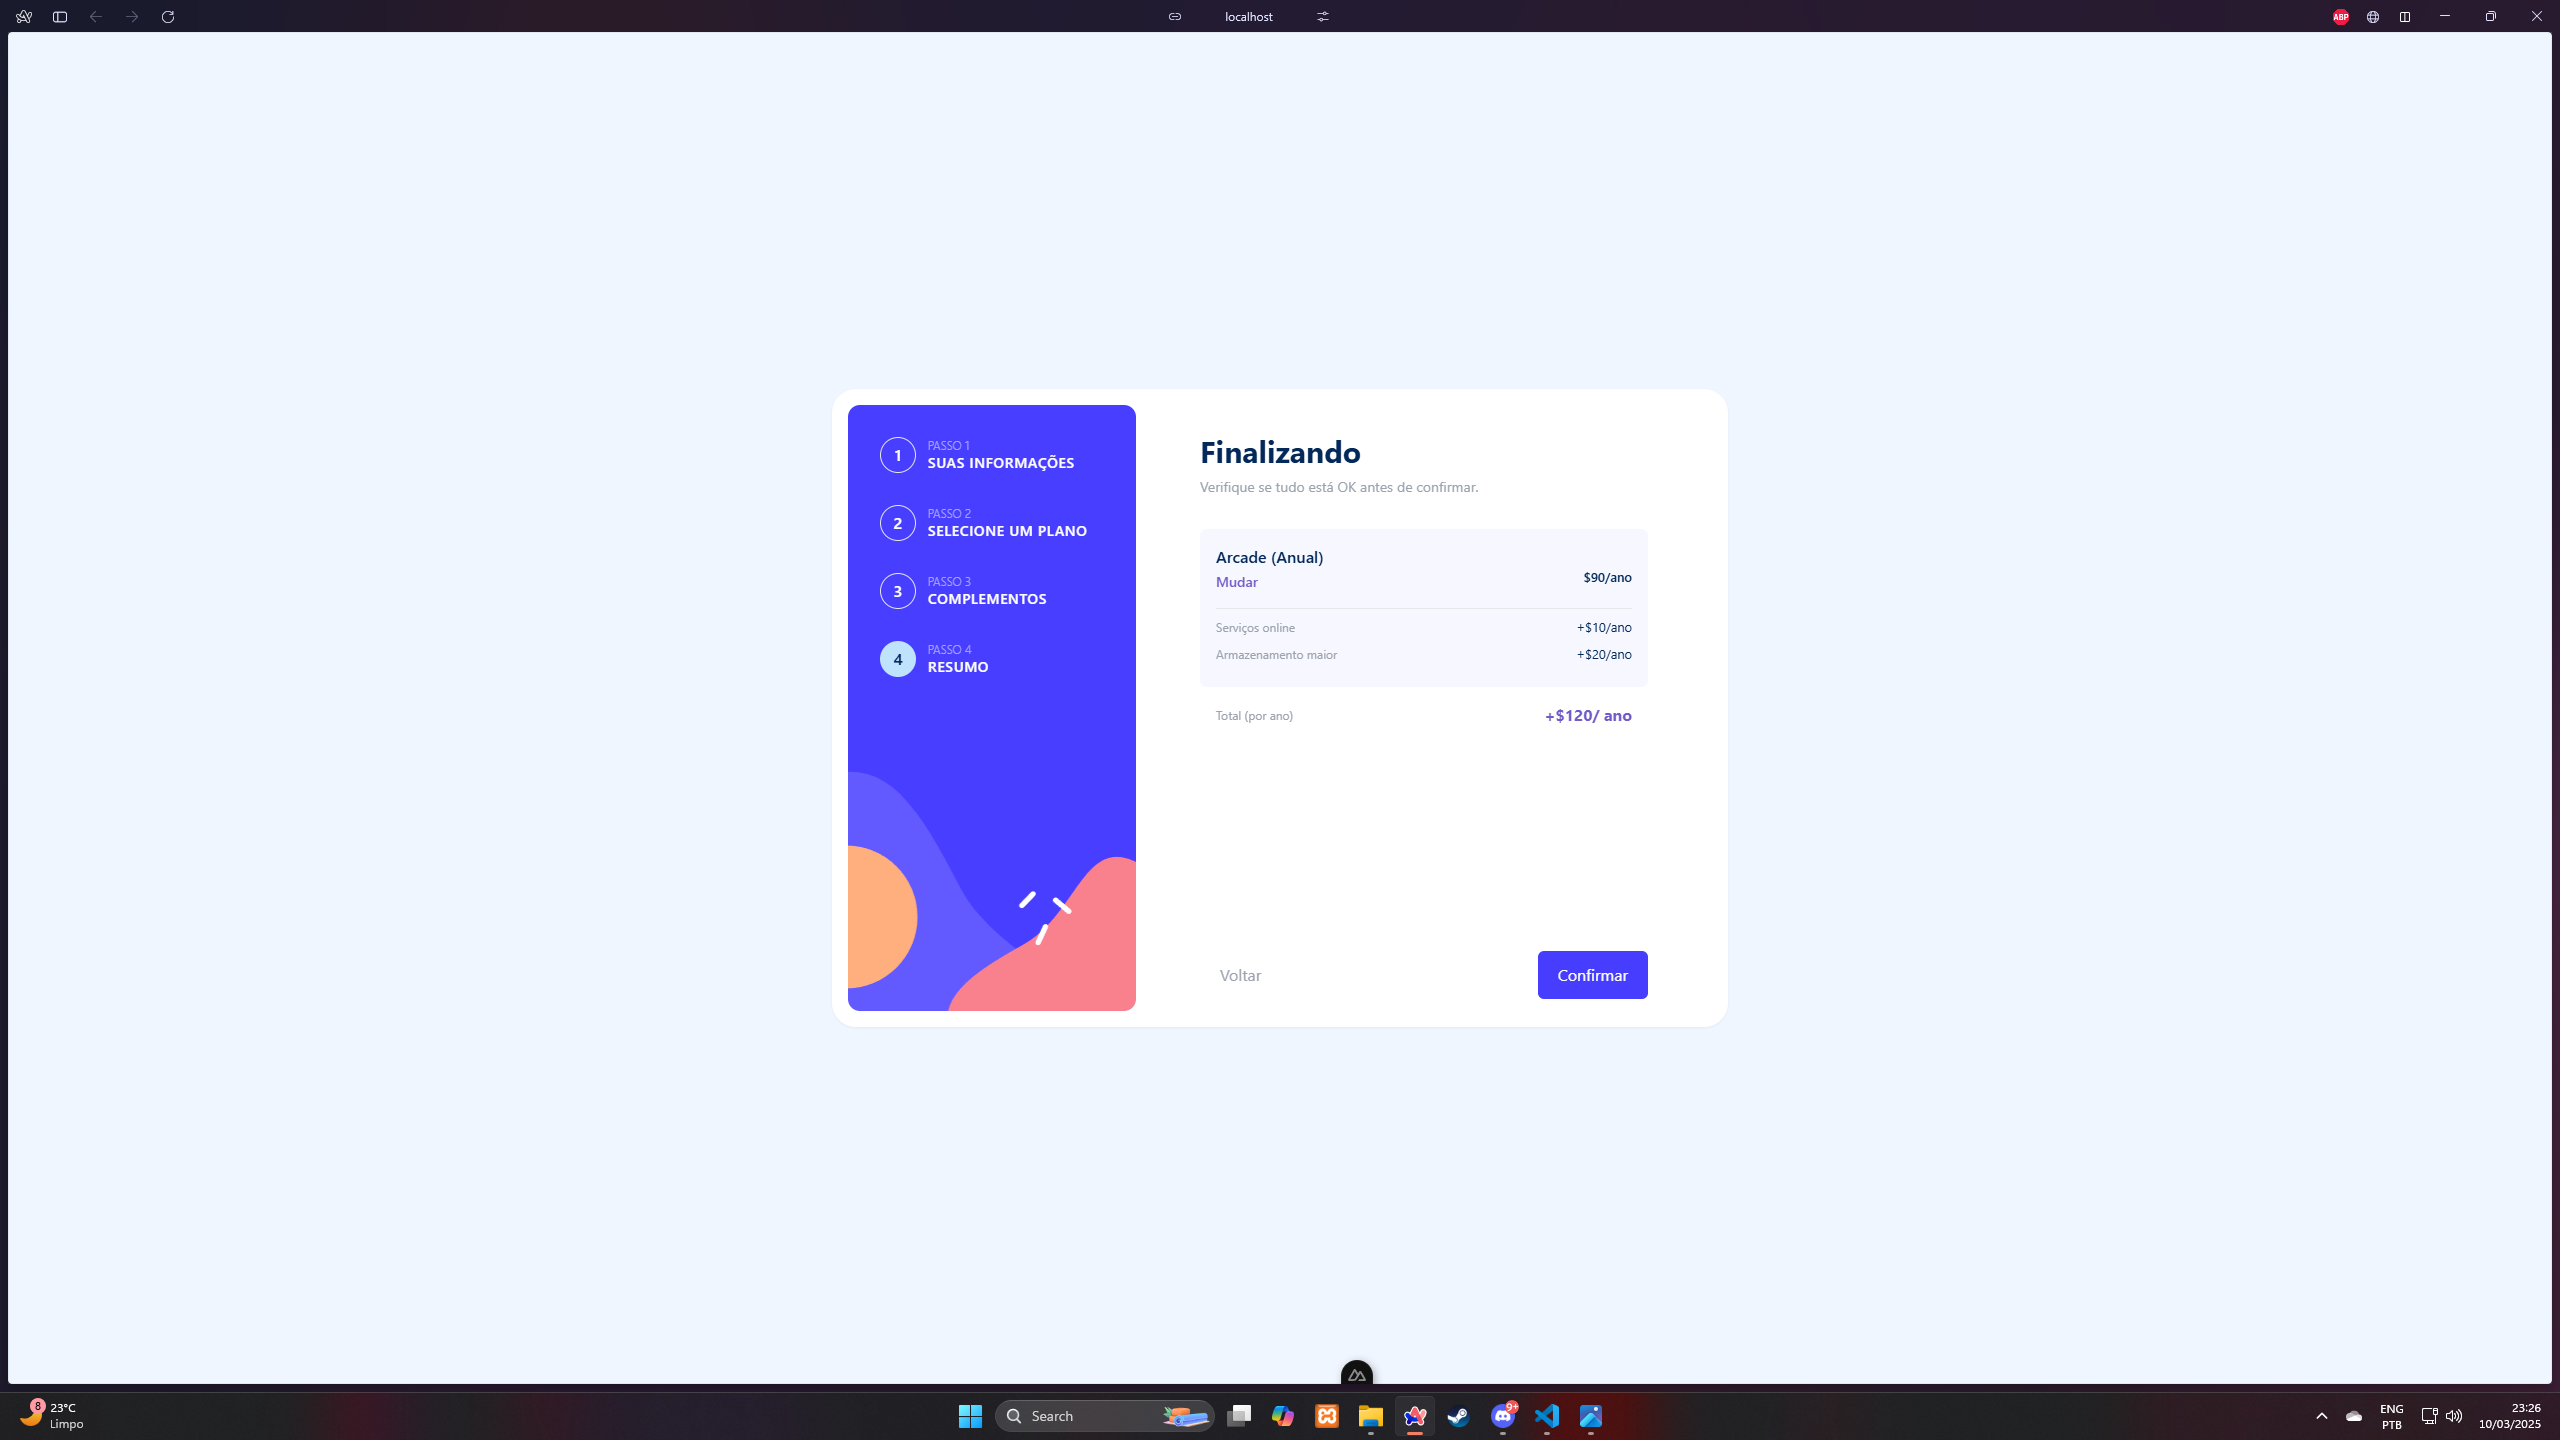 localhost
ABP
1
PASSO 1
SUAS INFORMAÇÕES
2
PASSO 2
SELECIONE UM PLANO
3
PASSO 3
COMPLEMENTOS
4
PASSO 4
RESUMO
Finalizando
Verifique se tudo está OK antes de confirmar.
Arcade (Anual)
Mudar
$90/ano
Serviços online
+$10/ano
Armazenamento maior
+$20/ano
Total (por ano)
+$120/ ano
Voltar
Confirmar
8
23°C
Limpo
Search
9+
ENG
PTB
23:26
10/03/2025